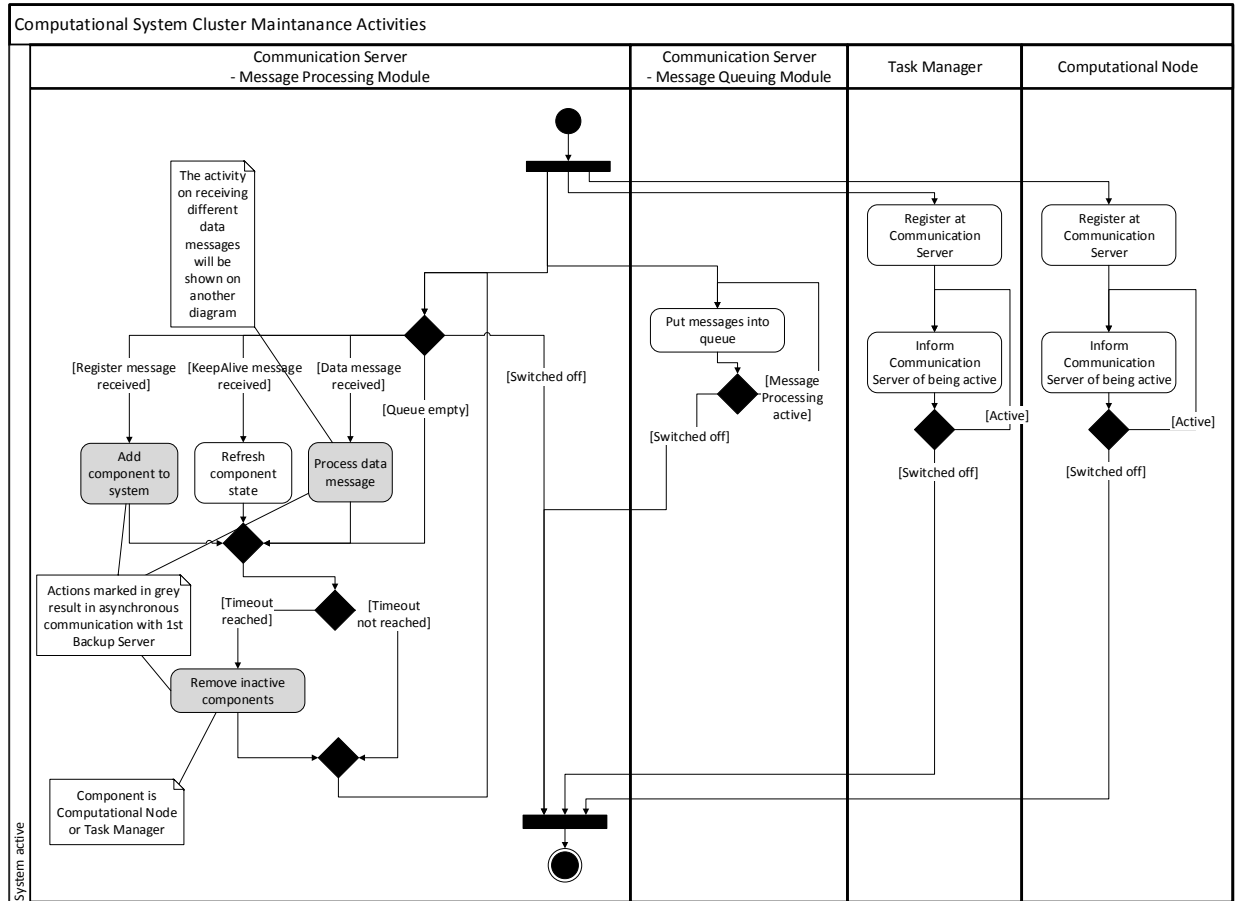 Computational System Cluster Maintanance Activities
Communication Server
- Message Processing Module
Communication Server
- Message Queuing Module
Task Manager
Computational Node
The activity
on receiving
different
data
messages
will be
shown on
another
diagram
Register at
Communication
Server
Register at
Communication
Server
Put messages into
queue
Inform
Communication
Server of being active
Inform
Communication
Server of being active
[Register message
received]
[KeepAlive message
received]
[Data message
received]
[Switched off]
[Queue empty]
[Message
Processing
active]
[Switched off]
[Active]
[Active]
[Switched off]
[Switched off]
Add
component to
system
Refresh
component
state
Process data
message
Actions marked in grey
result in asynchronous
communication with 1st
Backup Server
[Timeout
reached]
[Timeout
not reached]
Remove inactive
components
Component is
Computational Node
or Task Manager
System active